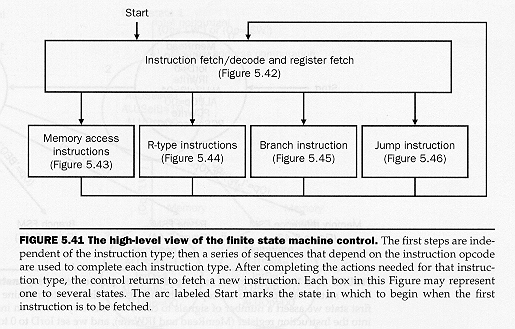 Start
Instruction fetch/decode and register fetch
(Figure 5.42)
Memory access
instructions
(Figure 5.43)
R-type instructions
(Figure 5.44)
Branch instruction
(Figure 5.45)
Jump instruction
(Figure 5.46)
FIGURE 5.41 The high-level view of the finite state machine control. The first steps are inde-
pendent of the instruction type; then a series of sequences that depend on the instruction opcode
are used to complete each instruction type. After completing the actions needed for that instruc-
tion type, the control returns to fetch a new instruction. Each box in this Figure may represent
one to several states. The arc labeled Start marks the state in which to begin when the first
instruction is to be fetched.